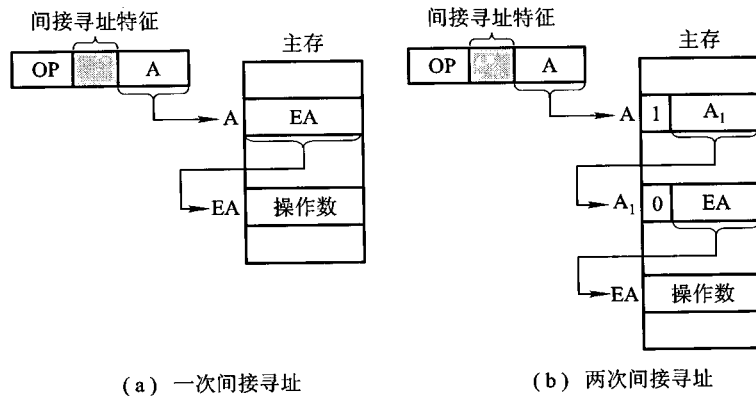 间接寻址特征
OP A
主存
A EA
EA 操作数
(a) 一次间接寻址
间接寻址特征
OP A
主存
A 1 A₁
A₁ 0 EA
EA 操作数
(b) 两次间接寻址